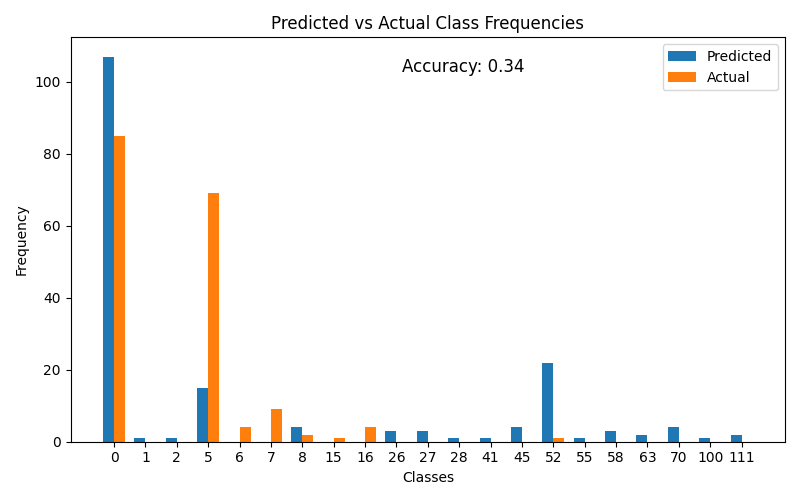 Predicted vs Actual Class Frequencies
Accuracy: 0.34
Predicted
Actual
Frequency
100
80
60
40
20
0
0 1 2 5 6 7 8 15 16 26 27 28 41 45 52 55 58 63 70 100 111
Classes